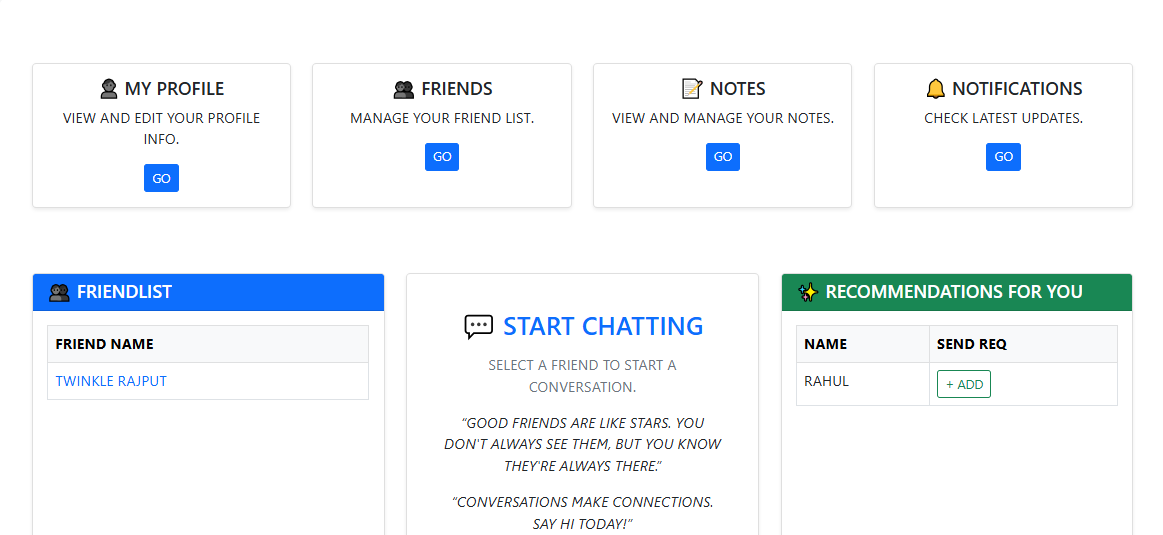 MY PROFILE
VIEW AND EDIT YOUR PROFILE
INFO.
GO
FRIENDS
MANAGE YOUR FRIEND LIST.
GO
NOTES
VIEW AND MANAGE YOUR NOTES.
GO
NOTIFICATIONS
CHECK LATEST UPDATES.
GO
FRIENDLIST
FRIEND NAME
TWINKLE RAJPUT
START CHATTING
SELECT A FRIEND TO START A
CONVERSATION.
“GOOD FRIENDS ARE LIKE STARS. YOU
DON'T ALWAYS SEE THEM, BUT YOU KNOW
THEY'RE ALWAYS THERE.”
“CONVERSATIONS MAKE CONNECTIONS.
SAY HI TODAY!”
RECOMMENDATIONS FOR YOU
NAME SEND REQ
RAHUL + ADD